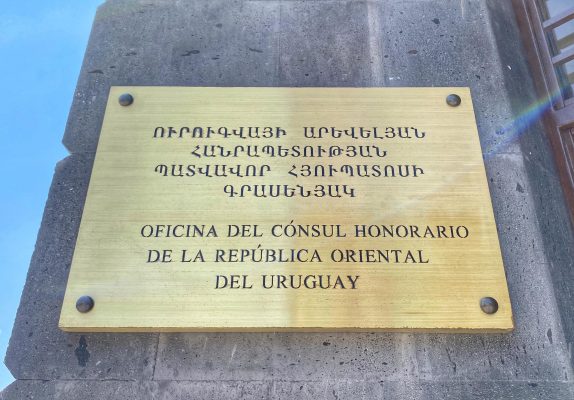 ՈՒՐՈՒԳՎԱՅԻ ԱՐԵՎԵԼՅԱՆ
ՀԱՆՐԱՊԵՏՈՒԹՅԱՆ
ՊԱՏՎԱՎՈՐ ՀՅՈՒՊԱՏՈՍԻ
ԳՐԱՍԵՆՅԱԿ
OFICINA DEL CÓNSUL HONORARIO
DE LA REPÚBLICA ORIENTAL
DEL URUGUAY